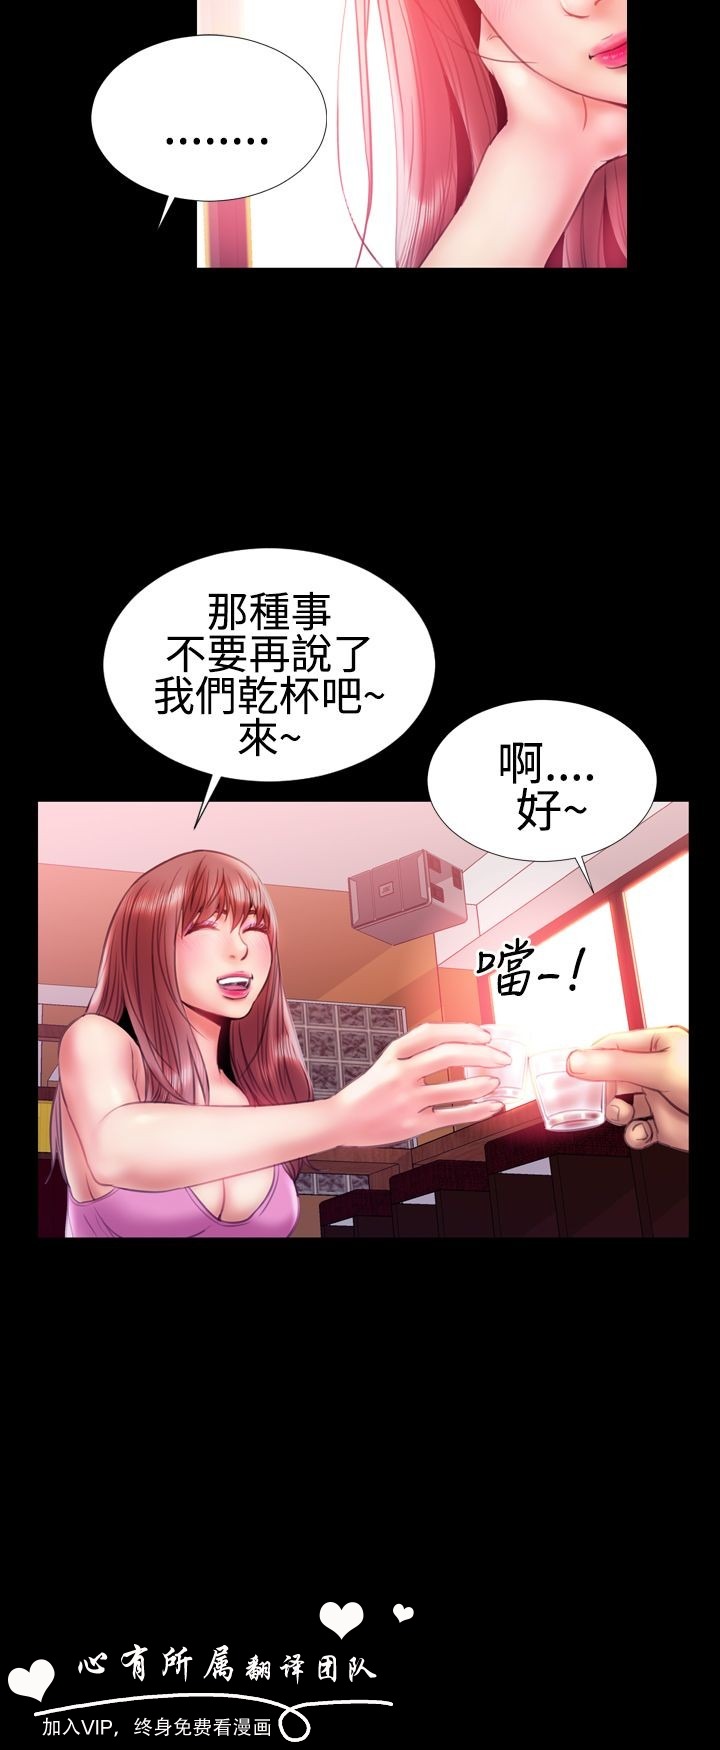 ........
那種事
不要再說了
我們乾杯吧~
來~
啊....
好~
噹-!
心有所属翻译团队
加入VIP，终身免费看漫画